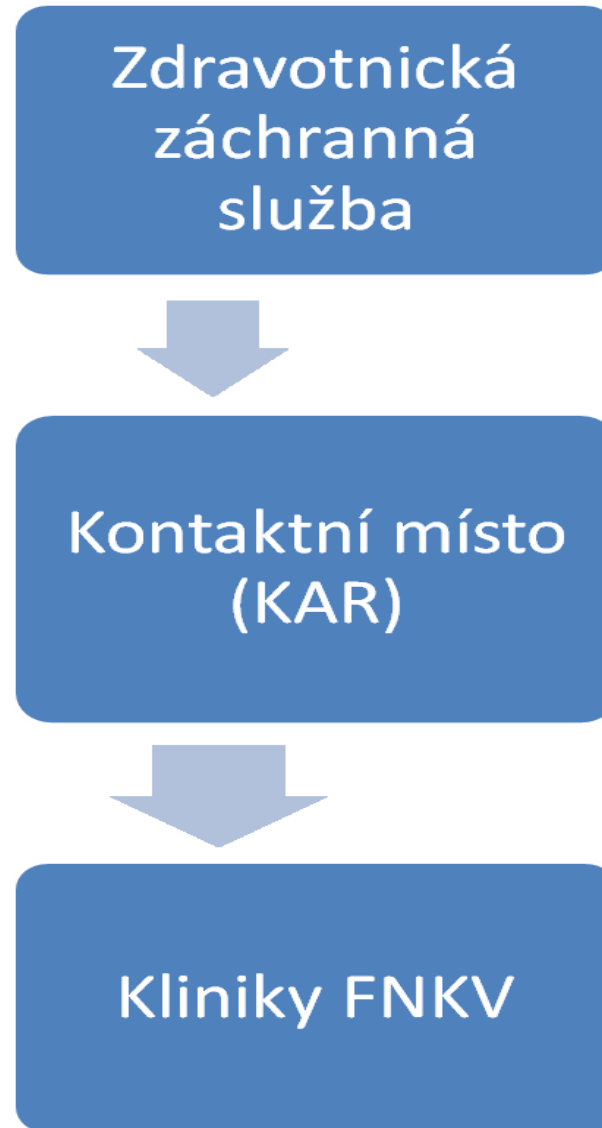 Zdravotnická
záchranná
služba
Kontaktní místo
(KAR)
Kliniky FNKV